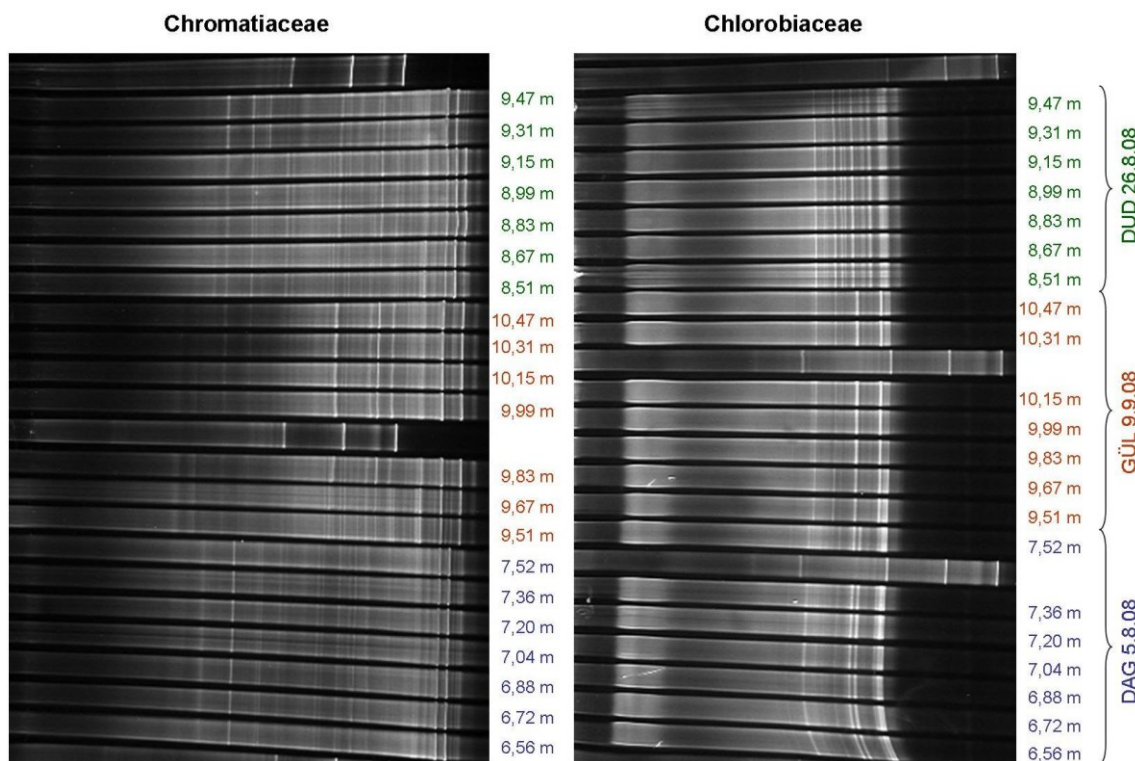 Chromatiaceae
9,47 m
9,31 m
9,15 m
8,99 m
8,83 m
8,67 m
8,51 m
10,47 m
10,31 m
10,15 m
9,99 m
9,83 m
9,67 m
9,51 m
7,52 m
7,36 m
7,20 m
7,04 m
6,88 m
6,72 m
6,56 m
Chlorobiaceae
9,47 m
9,31 m
9,15 m
8,99 m
8,83 m
8,67 m
8,51 m
10,47 m
10,31 m
10,15 m
9,99 m
9,83 m
9,67 m
9,51 m
7,52 m
7,36 m
7,20 m
7,04 m
6,88 m
6,72 m
6,56 m
DUD 26.8.08
GÜL 9.9.08
DAG 5.8.08